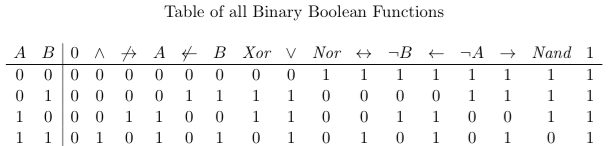 Table of all Binary Boolean Functions
A B 0 ∧ ↛ A ↚ B Xor ∨ Nor ↔ ¬B ← ¬A → Nand 1
0 0 0 0 0 0 0 0 0 0 1 1 1 1 1 1 1 1
0 1 0 0 0 0 1 1 1 1 0 0 0 0 1 1 1 1
1 0 0 0 1 1 0 0 1 1 0 0 1 1 0 0 1 1
1 1 0 1 0 1 0 1 0 1 0 1 0 1 0 1 0 1